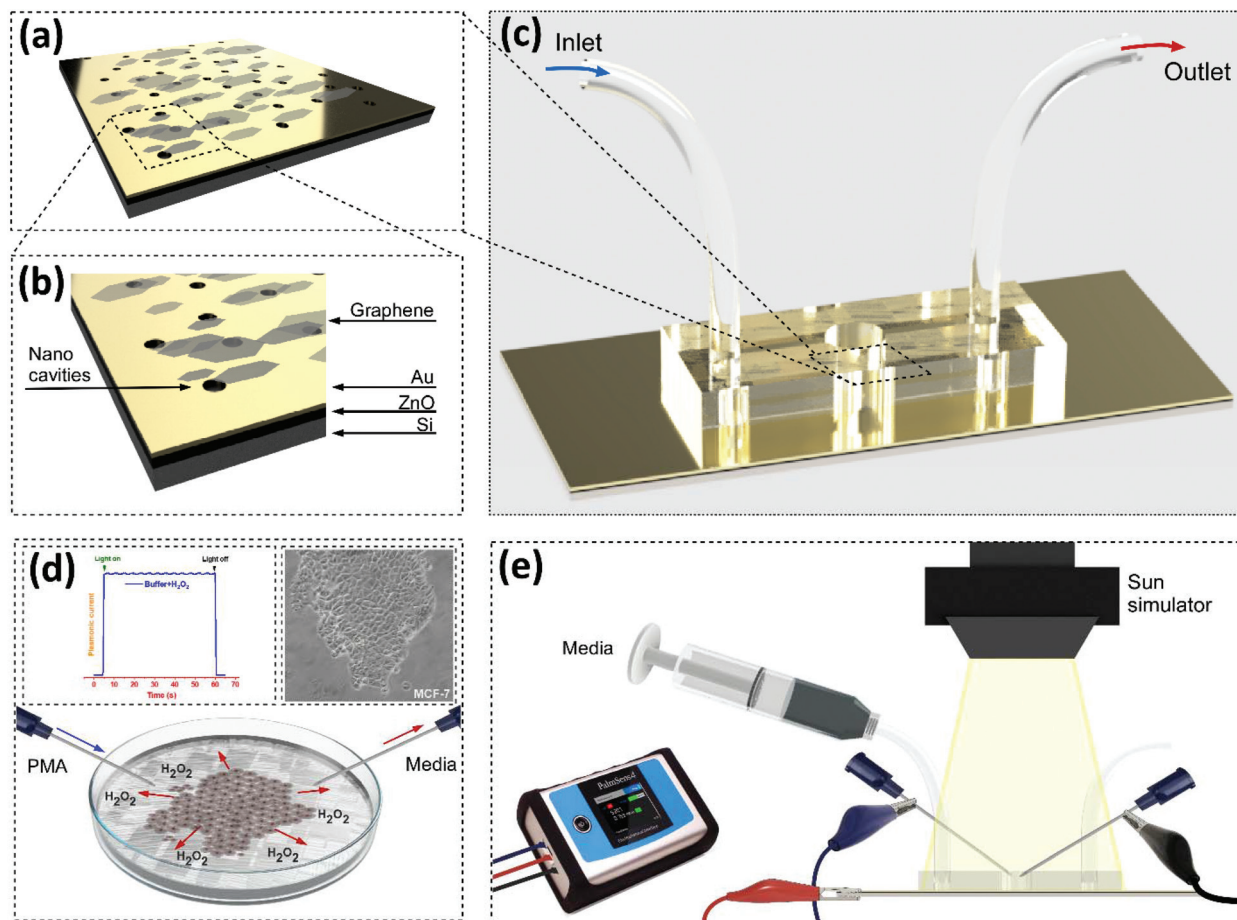 (a)
(b)
Graphene
Nano
cavities
Au
ZnO
Si
(c)
Inlet
Outlet
(d)
Light on
Light off
Buffer+H₂O₂
Plasmonic current
0 10 20 30 40 50 60 70
Time (s)
MCF-7
PMA
Media
H₂O₂
H₂O₂
H₂O₂
H₂O₂
H₂O₂
H₂O₂
(e)
Sun
simulator
Media
PalmSens4